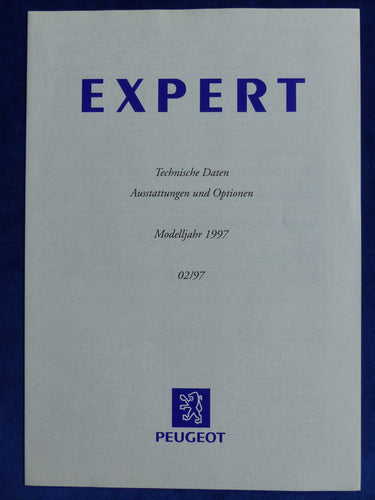 EXPERT
Technische Daten
Ausstattungen und Optionen
Modelljahr 1997
02/97
PEUGEOT